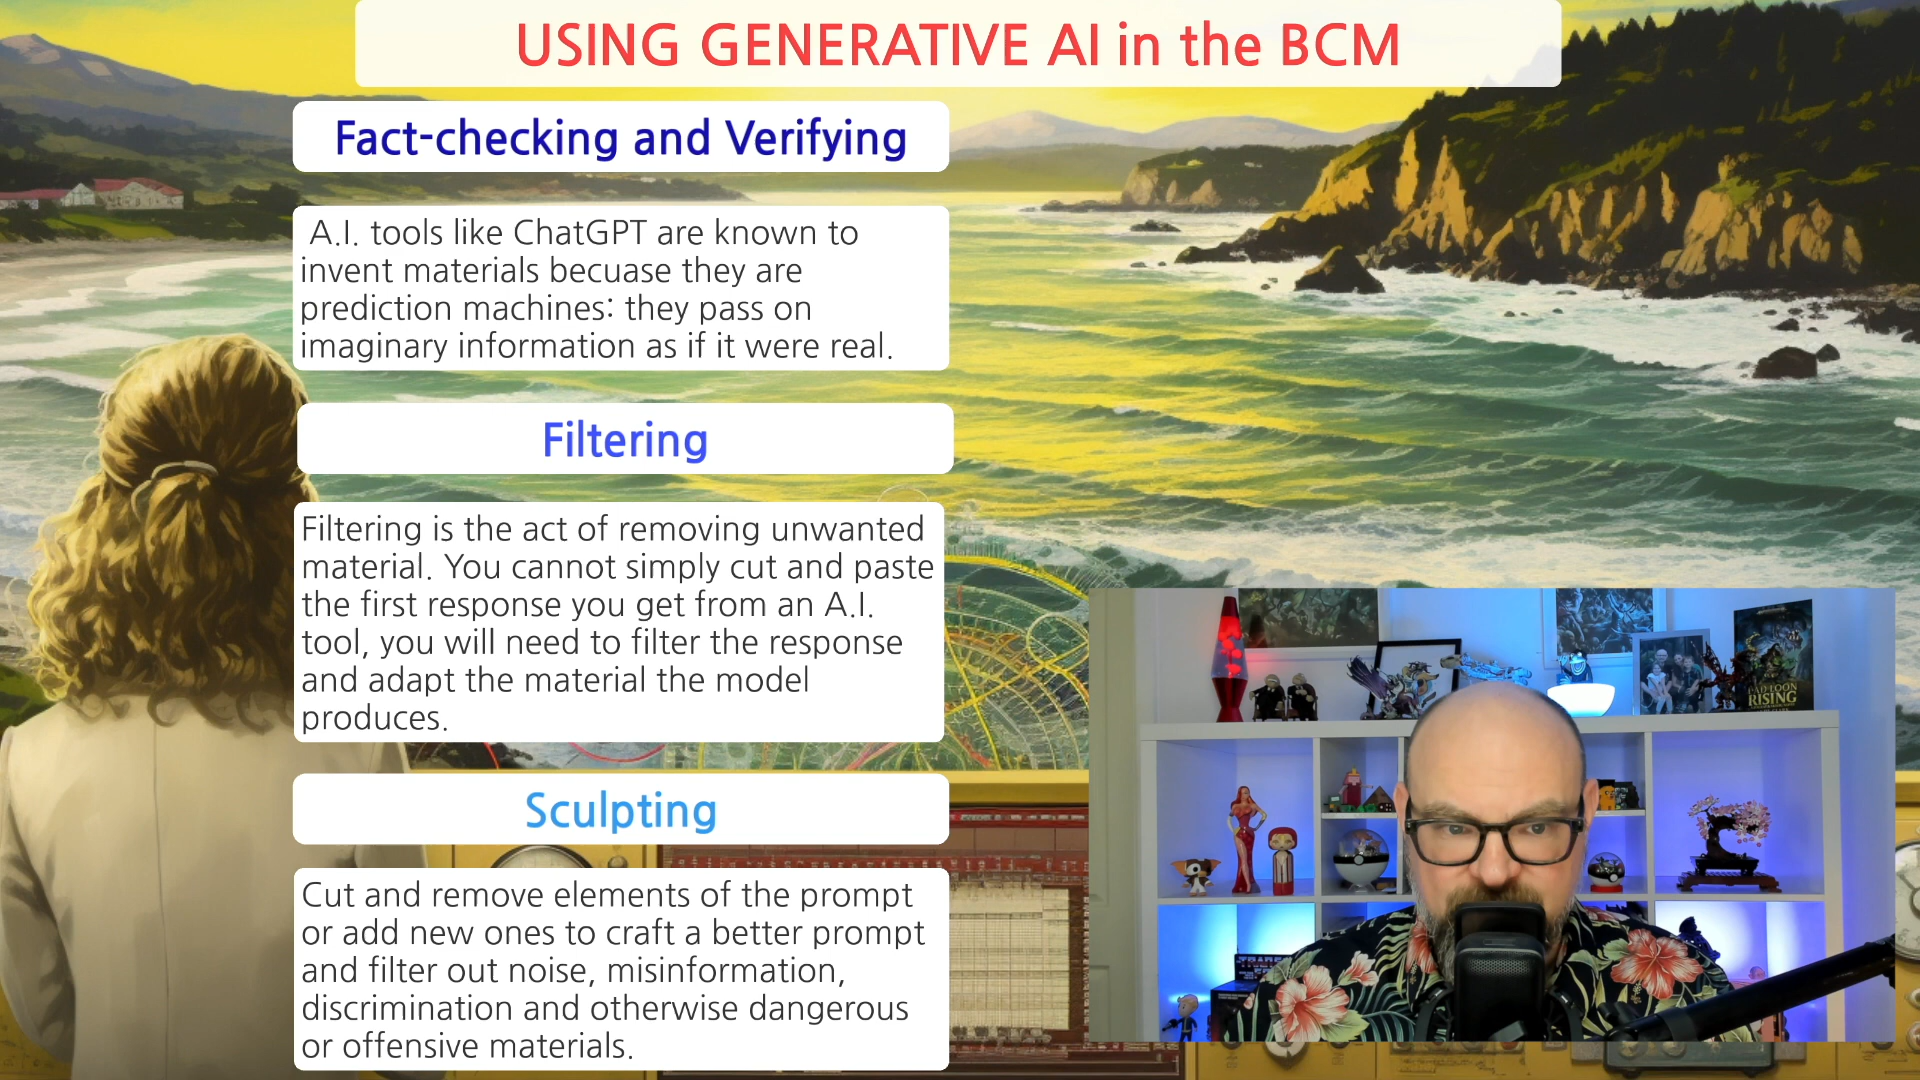 USING GENERATIVE AI in the BCM
Fact-checking and Verifying
A.I. tools like ChatGPT are known to
invent materials becuase they are
prediction machines: they pass on
imaginary information as if it were real.
Filtering
Filtering is the act of removing unwanted
material. You cannot simply cut and paste
the first response you get from an A.I.
tool, you will need to filter the response
and adapt the material the model
produces.
Sculpting
Cut and remove elements of the prompt
or add new ones to craft a better prompt
and filter out noise, misinformation,
discrimination and otherwise dangerous
or offensive materials.
RISING